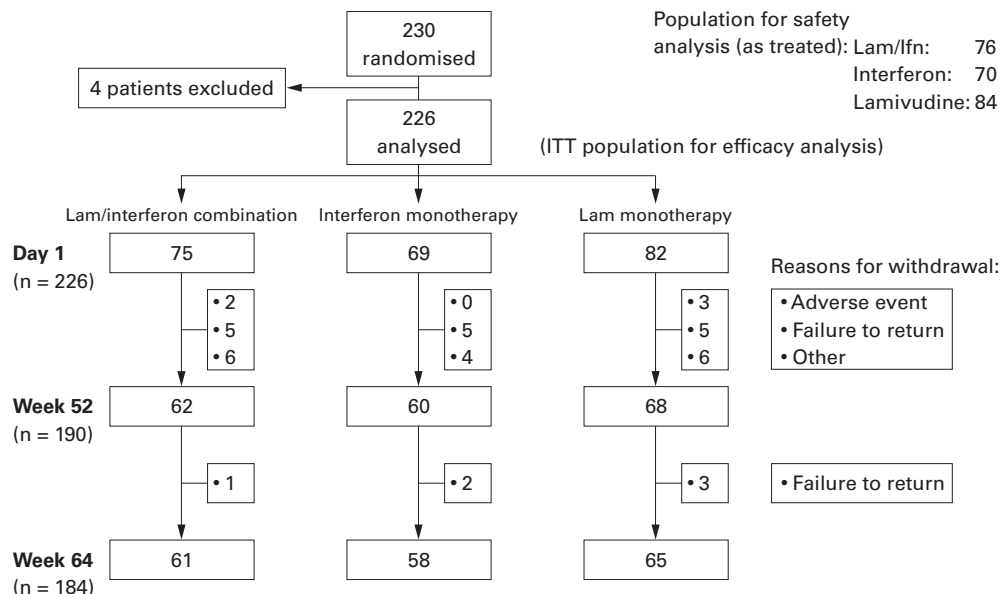 230
randomised
Population for safety
analysis (as treated): Lam/Ifn: 76
Interferon: 70
Lamivudine: 84
4 patients excluded
226
analysed
(ITT population for efficacy analysis)
Lam/interferon combination
Interferon monotherapy
Lam monotherapy
Day 1
(n = 226)
75
69
82
Reasons for withdrawal:
• 2
• 5
• 6
• 0
• 5
• 4
• 3
• 5
• 6
• Adverse event
• Failure to return
• Other
Week 52
(n = 190)
62
60
68
• 1
• 2
• 3
• Failure to return
Week 64
(n = 184)
61
58
65